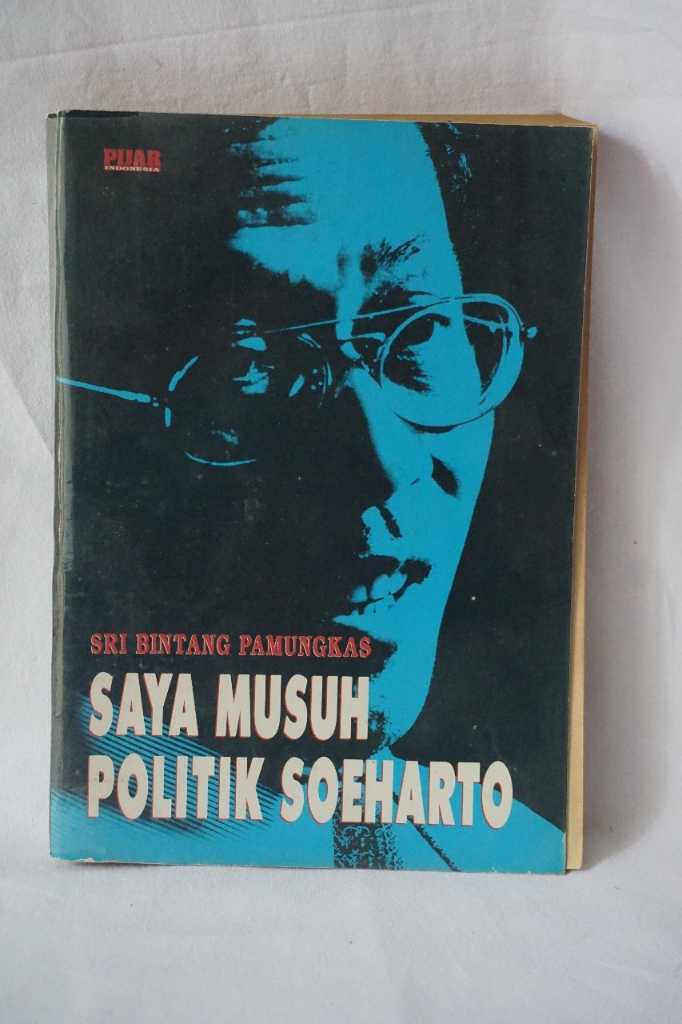 PIJAR
INDONESIA
SRI BINTANG PAMUNGKAS
SAYA MUSUH
POLITIK SOEHARTO